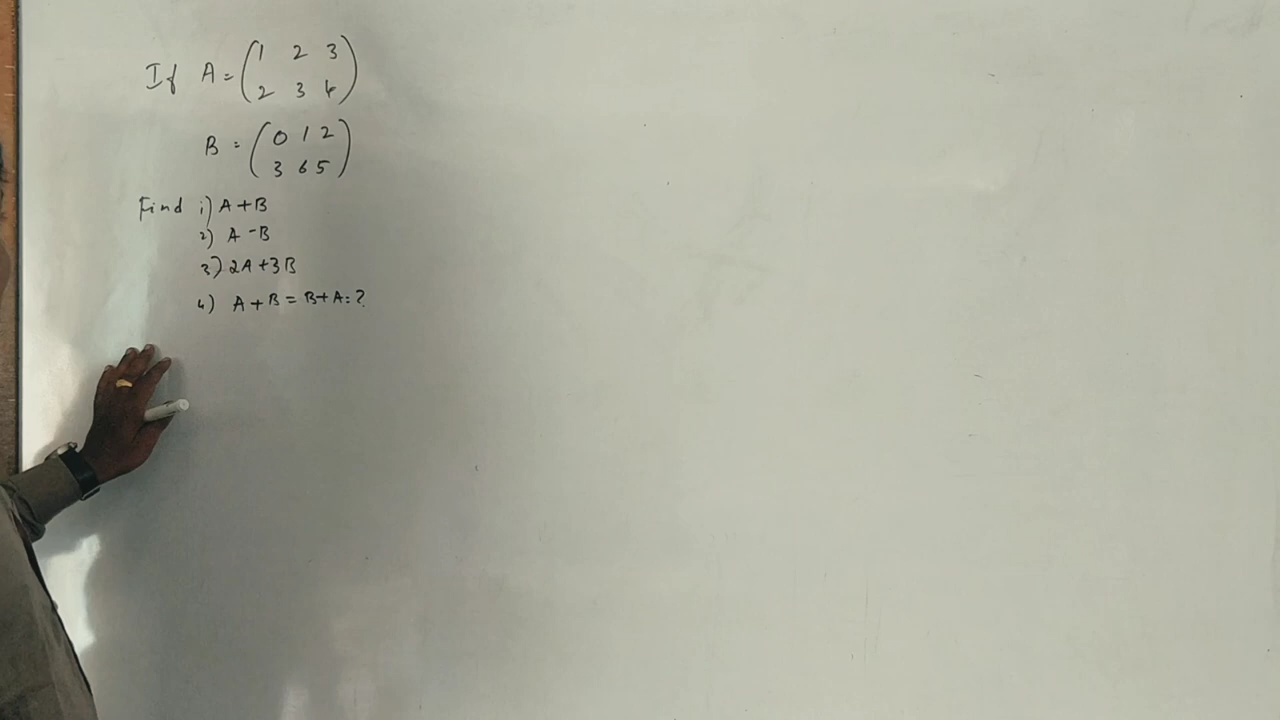 If A = (1 2 3
2 3 4)
B = (0 1 2
3 6 5)
Find 1) A+B
2) A-B
3) 2A+3B
4) A+B = B+A = ?